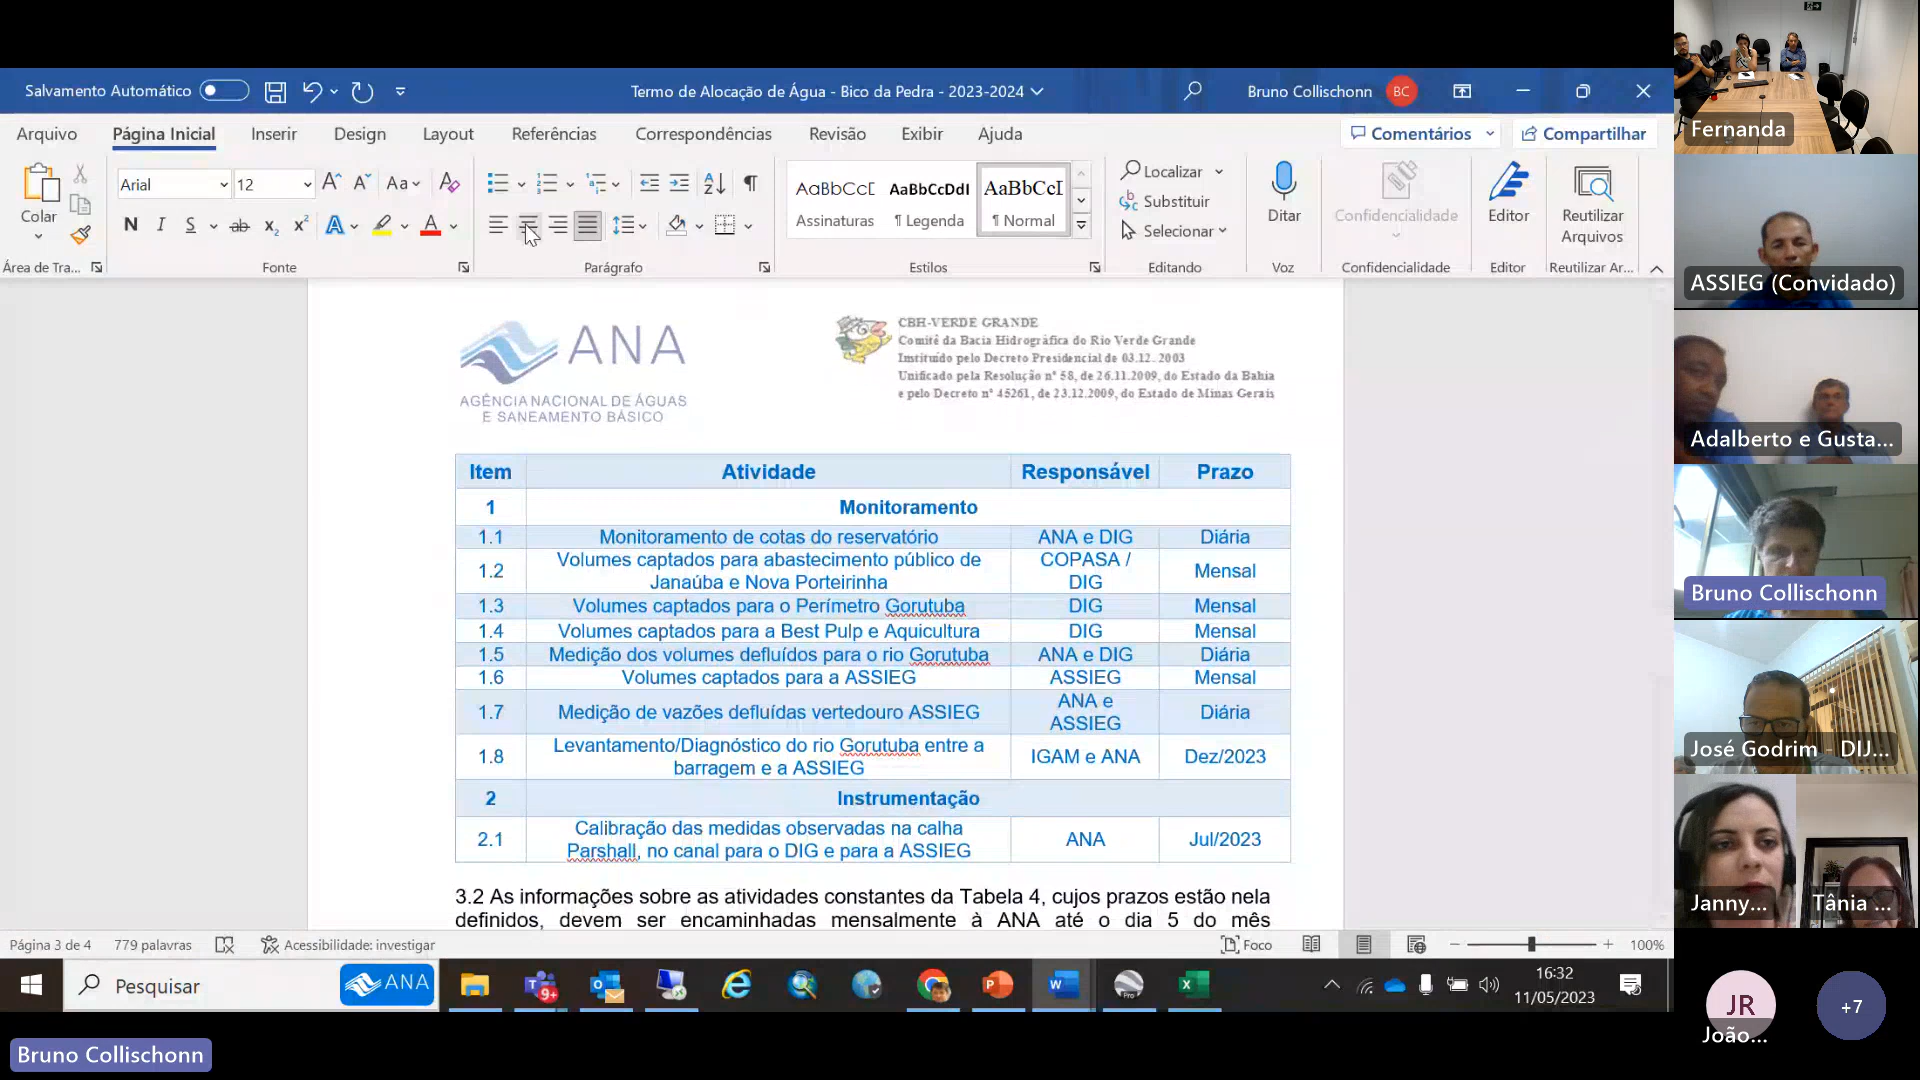 Salvamento Automático
Termo de Alocação de Água - Bico da Pedra - 2023-2024
Bruno Collischonn
BC
Arquivo
Página Inicial
Inserir
Design
Layout
Referências
Correspondências
Revisão
Exibir
Ajuda
Comentários
Compartilhar
Colar
Arial
12
AaBbCcI
Assinaturas
AaBbCcDdI
¶ Legenda
AaBbCcI
¶ Normal
Localizar
Substituir
Selecionar
Ditar
Confidencialidade
Editor
Reutilizar
Arquivos
Área de Tra...
Fonte
Parágrafo
Estilos
Editando
Voz
Confidencialidade
Editor
Reutilizar Ar...
ANA
AGÊNCIA NACIONAL DE ÁGUAS
E SANEAMENTO BÁSICO
CBH-VERDE GRANDE
Comitê da Bacia Hidrográfica do Rio Verde Grande
Instituído pelo Decreto Presidencial de 03.12. 2003
Unificado pela Resolução nº 58, de 26.11.2009, do Estado da Bahia
e pelo Decreto nº 45261, de 23.12.2009, do Estado de Minas Gerais
Item Atividade Responsável Prazo
1 Monitoramento
1.1 Monitoramento de cotas do reservatório ANA e DIG Diária
1.2 Volumes captados para abastecimento público de
Janaúba e Nova Porteirinha COPASA /
DIG Mensal
1.3 Volumes captados para o Perímetro Gorutuba DIG Mensal
1.4 Volumes captados para a Best Pulp e Aquicultura DIG Mensal
1.5 Medição dos volumes defluídos para o rio Gorutuba ANA e DIG Diária
1.6 Volumes captados para a ASSIEG ASSIEG Mensal
1.7 Medição de vazões defluídas vertedouro ASSIEG ANA e
ASSIEG Diária
1.8 Levantamento/Diagnóstico do rio Gorutuba entre a
barragem e a ASSIEG IGAM e ANA Dez/2023
2 Instrumentação
2.1 Calibração das medidas observadas na calha
Parshall, no canal para o DIG e para a ASSIEG ANA Jul/2023
3.2 As informações sobre as atividades constantes da Tabela 4, cujos prazos estão nela
definidos, devem ser encaminhadas mensalmente à ANA até o dia 5 do mês
Página 3 de 4
779 palavras
Acessibilidade: investigar
Foco
100%
Pesquisar
ANA
9+
Pro
16:32
11/05/2023
Fernanda
ASSIEG (Convidado)
Adalberto e Gusta...
Bruno Collischonn
José Godrim - DIJ...
Janny...
Tânia ...
JR
João...
+7
Bruno Collischonn